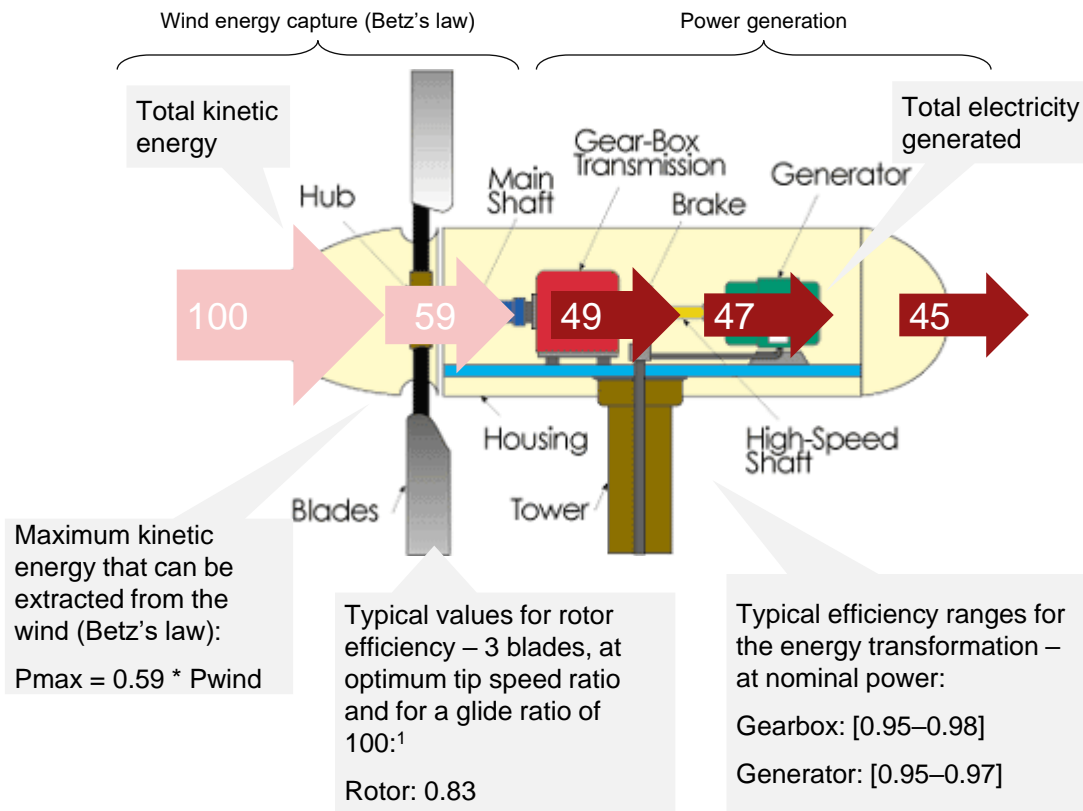 Wind energy capture (Betz's law)
Power generation
Total kinetic
energy
Total electricity
generated
Gear-Box
Transmission
Generator
Main
Shaft
Hub
Brake
100
59
49
47
45
Housing
High-Speed
Shaft
Blades
Tower
Maximum kinetic
energy that can be
extracted from the
wind (Betz's law):
Pmax = 0.59 * Pwind
Typical values for rotor
efficiency – 3 blades, at
optimum tip speed ratio
and for a glide ratio of
100:¹
Rotor: 0.83
Typical efficiency ranges for
the energy transformation –
at nominal power:
Gearbox: [0.95–0.98]
Generator: [0.95–0.97]